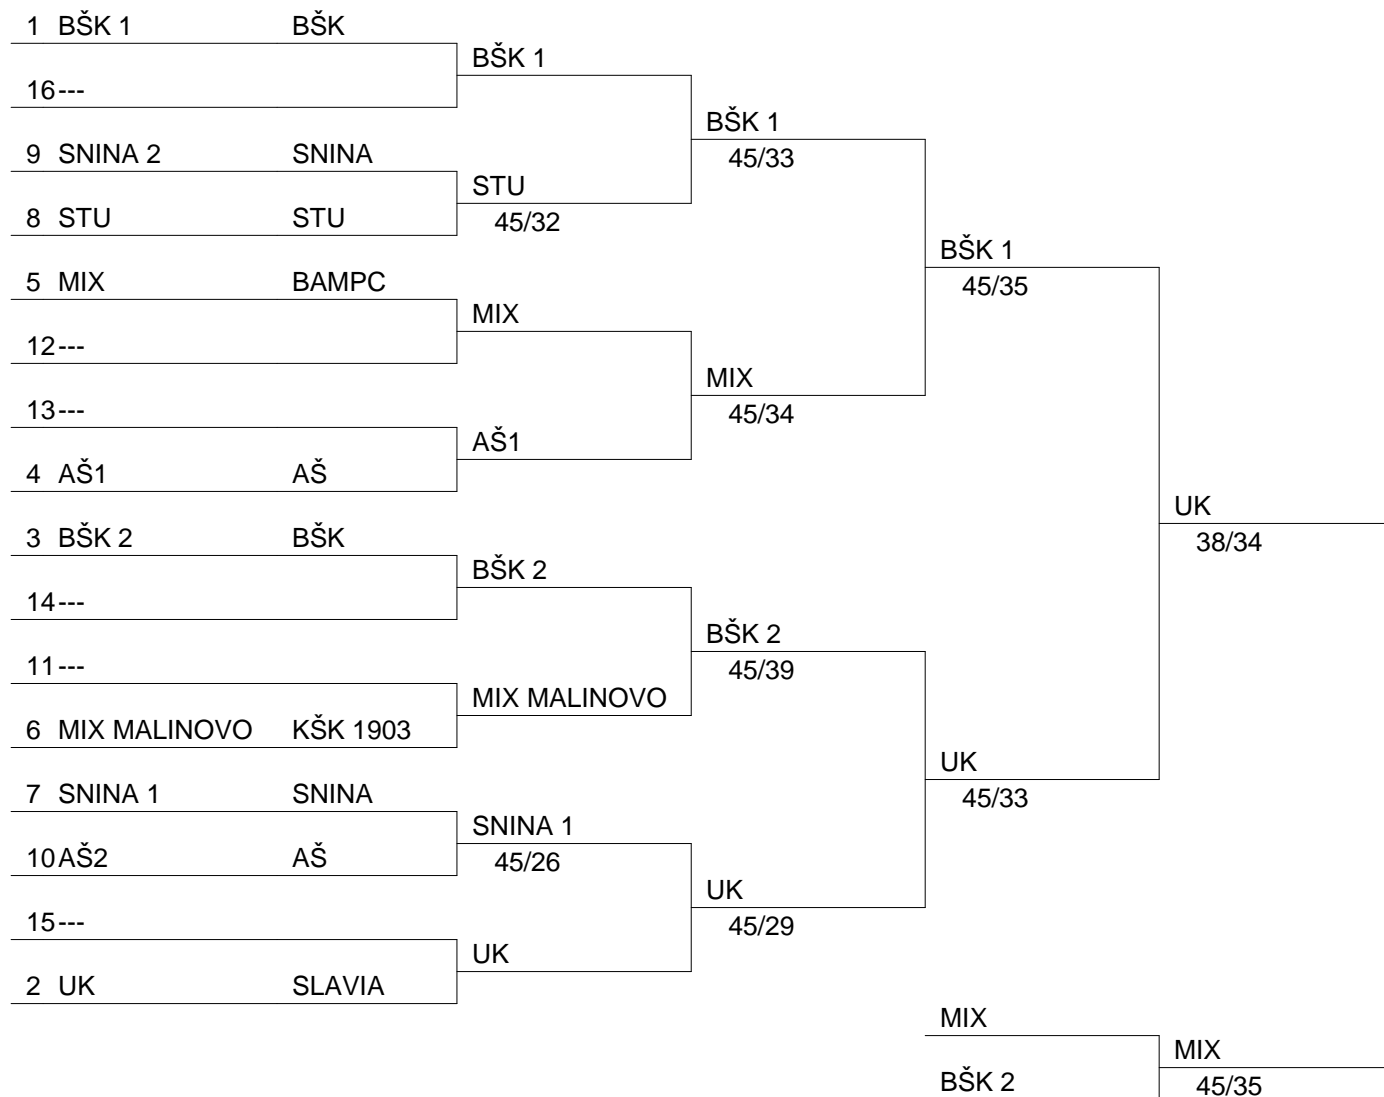 1 BŠK 1 BŠK
BŠK 1
16 ---
BŠK 1
9 SNINA 2 SNINA
45/33
STU
8 STU STU
45/32
BŠK 1
5 MIX BAMPC
45/35
MIX
12 ---
MIX
13 ---
45/34
AŠ1
4 AŠ1 AŠ
UK
3 BŠK 2 BŠK
38/34
BŠK 2
14 ---
BŠK 2
11 ---
45/39
MIX MALINOVO
6 MIX MALINOVO KŠK 1903
UK
7 SNINA 1 SNINA
45/33
SNINA 1
10 AŠ2 AŠ
45/26
UK
15 ---
45/29
UK
2 UK SLAVIA
MIX
MIX
BŠK 2
45/35